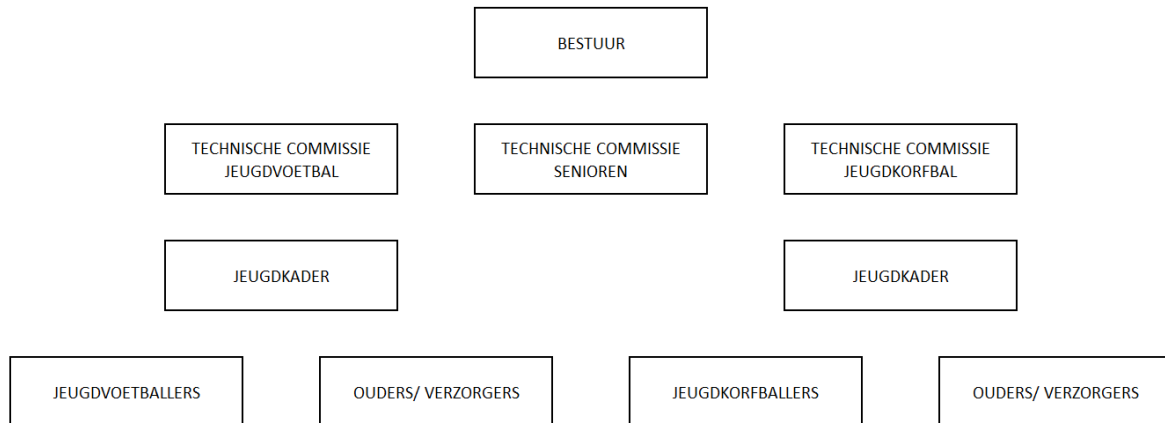 BESTUUR
TECHNISCHE COMMISSIE
JEUGDVOETBAL
TECHNISCHE COMMISSIE
SENIOREN
TECHNISCHE COMMISSIE
JEUGDKORFBAL
JEUGDKADER
JEUGDKADER
JEUGDVOETBALLERS
OUDERS/ VERZORGERS
JEUGDKORFBALLERS
OUDERS/ VERZORGERS